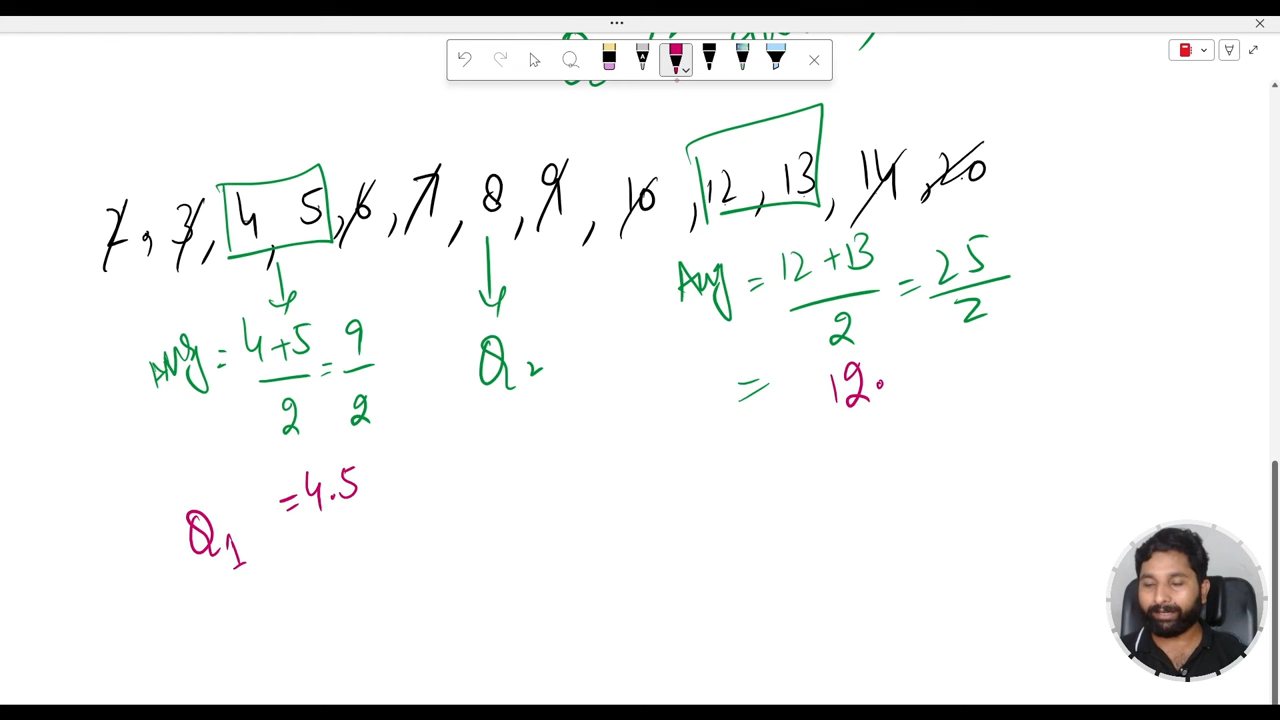 2, 3, 4, 5, 6, 7, 8, 9, 10, 12, 13, 14, 20
Avg = 4+5/2 = 9/2
= 4.5
Q1
Q2
Avg = 12+13/2 = 25/2
= 12.